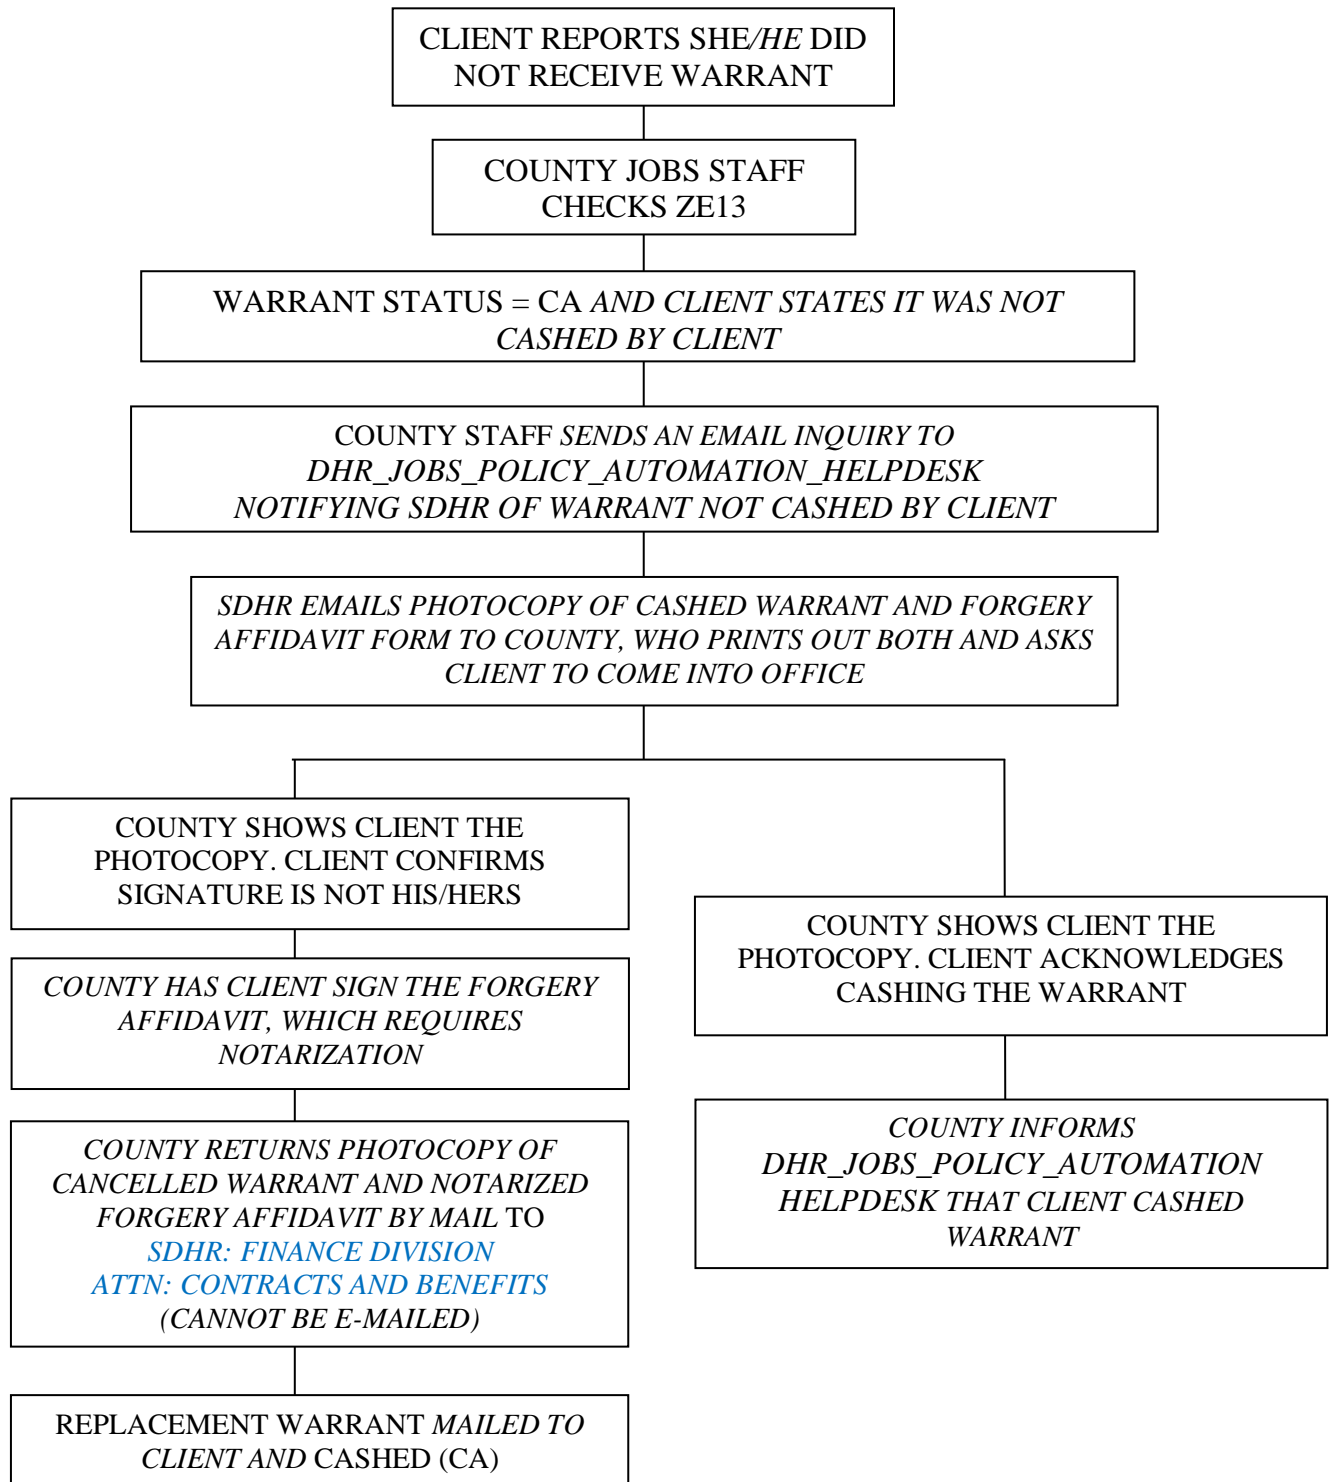 CLIENT REPORTS SHE/HE DID
NOT RECEIVE WARRANT
COUNTY JOBS STAFF
CHECKS ZE13
WARRANT STATUS = CA AND CLIENT STATES IT WAS NOT
CASHED BY CLIENT
COUNTY STAFF SENDS AN EMAIL INQUIRY TO
DHR_JOBS_POLICY_AUTOMATION_HELPDESK
NOTIFYING SDHR OF WARRANT NOT CASHED BY CLIENT
SDHR EMAILS PHOTOCOPY OF CASHED WARRANT AND FORGERY
AFFIDAVIT FORM TO COUNTY, WHO PRINTS OUT BOTH AND ASKS
CLIENT TO COME INTO OFFICE
COUNTY SHOWS CLIENT THE
PHOTOCOPY. CLIENT CONFIRMS
SIGNATURE IS NOT HIS/HERS
COUNTY HAS CLIENT SIGN THE FORGERY
AFFIDAVIT, WHICH REQUIRES
NOTARIZATION
COUNTY RETURNS PHOTOCOPY OF
CANCELLED WARRANT AND NOTARIZED
FORGERY AFFIDAVIT BY MAIL TO
SDHR: FINANCE DIVISION
ATTN: CONTRACTS AND BENEFITS
(CANNOT BE E-MAILED)
REPLACEMENT WARRANT MAILED TO
CLIENT AND CASHED (CA)
COUNTY SHOWS CLIENT THE
PHOTOCOPY. CLIENT ACKNOWLEDGES
CASHING THE WARRANT
COUNTY INFORMS
DHR_JOBS_POLICY_AUTOMATION
HELPDESK THAT CLIENT CASHED
WARRANT